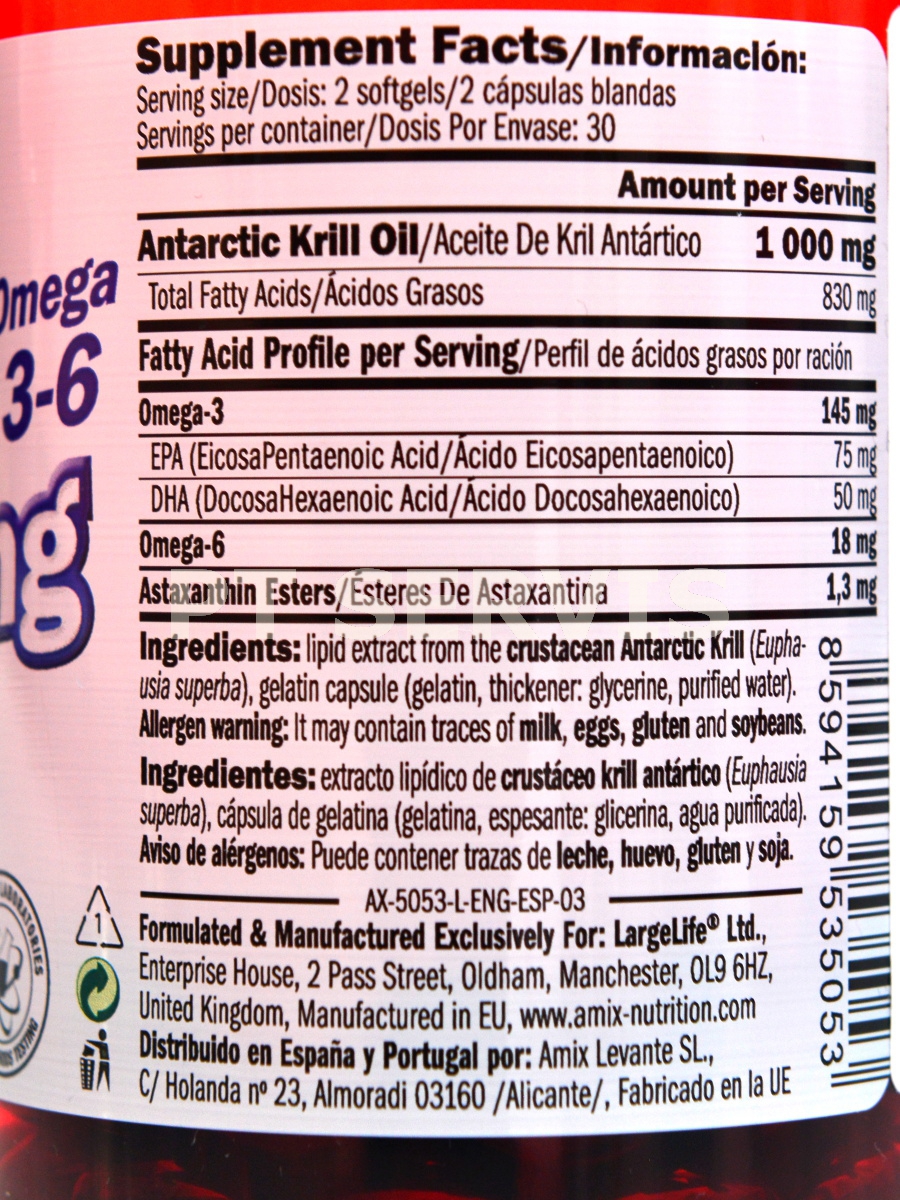 Supplement Facts/Información:
Serving size/Dosis: 2 softgels/2 cápsulas blandas
Servings per container/Dosis Por Envase: 30
Amount per Serving
Antarctic Krill Oil/Aceite De Kril Antártico 1 000 mg
Total Fatty Acids/Ácidos Grasos 830 mg
Fatty Acid Profile per Serving/Perfil de ácidos grasos por ración
Omega-3 145 mg
EPA (EicosaPentaenoic Acid/Ácido Eicosapentaenoico) 75 mg
DHA (DocosaHexaenoic Acid/Ácido Docosahexaenoico) 50 mg
Omega-6 18 mg
Astaxanthin Esters/Ésteres De Astaxantina 1,3 mg
PT SERVIS
Ingredients: lipid extract from the crustacean Antarctic Krill (Eupha-
usia superba), gelatin capsule (gelatin, thickener: glycerine, purified water).
Allergen warning: It may contain traces of milk, eggs, gluten and soybeans.
Ingredientes: extracto lipídico de crustáceo krill antártico (Euphausia
superba), cápsula de gelatina (gelatina, espesante: glicerina, agua purificada).
Aviso de alérgenos: Puede contener trazas de leche, huevo, gluten y soja.
AX-5053-L-ENG-ESP-03
Formulated & Manufactured Exclusively For: LargeLife® Ltd.,
Enterprise House, 2 Pass Street, Oldham, Manchester, OL9 6HZ,
United Kingdom, Manufactured in EU, www.amix-nutrition.com
Distribuido en España y Portugal por: Amix Levante SL.,
C/ Holanda nº 23, Almoradi 03160 /Alicante/, Fabricado en la UE
8 594159 535053
Omega
3-6
1